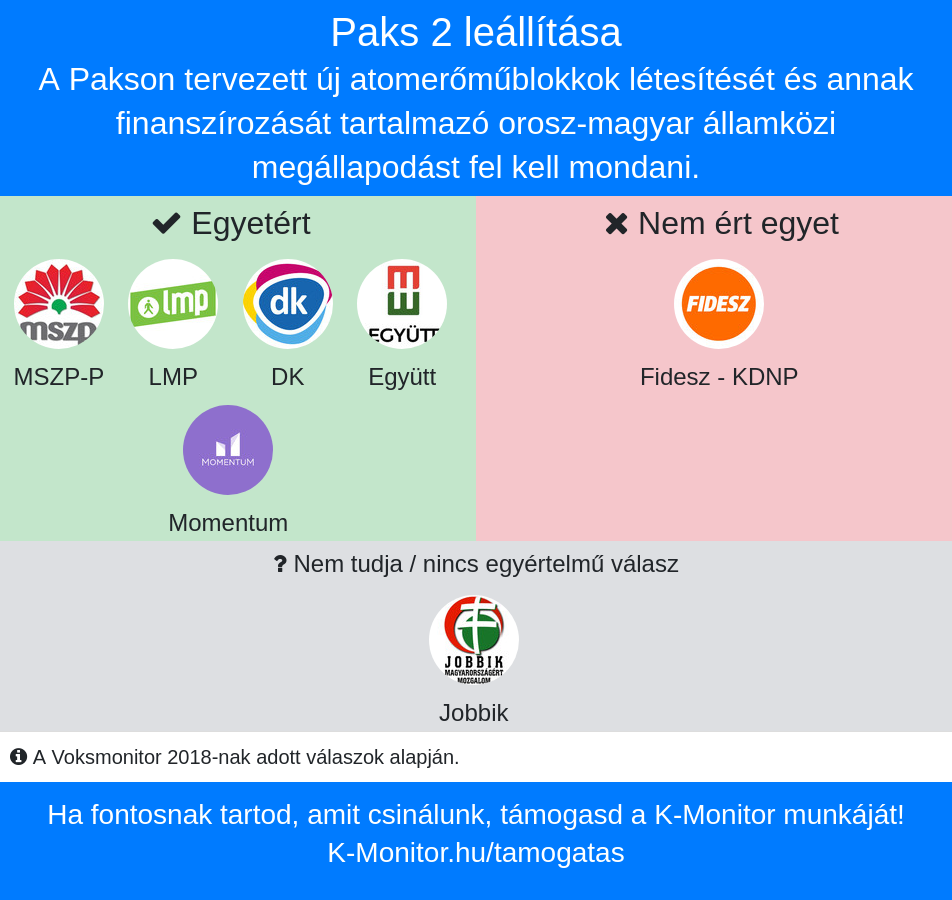 Paks 2 leállítása
A Pakson tervezett új atomerőműblokkok létesítését és annak
finanszírozását tartalmazó orosz-magyar államközi
megállapodást fel kell mondani.
Egyetért
Nem ért egyet
mszp
lmp
dk
EGYÜTT
FIDESZ
MSZP-P
LMP
DK
Együtt
Fidesz - KDNP
MOMENTUM
Momentum
? Nem tudja / nincs egyértelmű válasz
JOBBIK
MAGYARORSZÁGÉRT
MOZGALOM
Jobbik
A Voksmonitor 2018-nak adott válaszok alapján.
Ha fontosnak tartod, amit csinálunk, támogasd a K-Monitor munkáját!
K-Monitor.hu/tamogatas